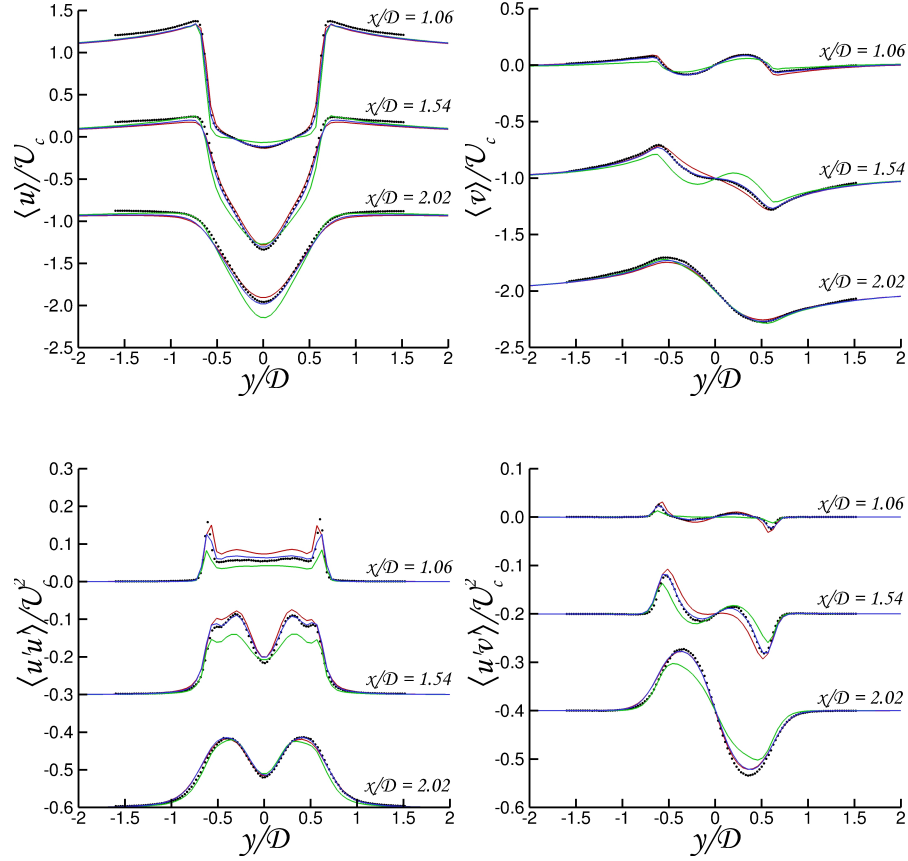 1.5
1.0
0.5
0.0
-0.5
-1.0
-1.5
-2.0
-2.5
⟨u⟩/U_c
x/D = 1.06
x/D = 1.54
x/D = 2.02
-2 -1.5 -1 -0.5 0 0.5 1 1.5 2
y/D
0.5
0.0
-0.5
-1.0
-1.5
-2.0
-2.5
⟨v⟩/U_c
x/D = 1.06
x/D = 1.54
x/D = 2.02
-2 -1.5 -1 -0.5 0 0.5 1 1.5 2
y/D
0.3
0.2
0.1
-0.0
-0.1
-0.2
-0.3
-0.4
-0.5
-0.6
⟨u'u'⟩/U²
x/D = 1.06
x/D = 1.54
x/D = 2.02
-2 -1.5 -1 -0.5 0 0.5 1 1.5 2
y/D
0.1
0.0
-0.1
-0.2
-0.3
-0.4
-0.5
-0.6
⟨u'v'⟩/U_c²
x/D = 1.06
x/D = 1.54
x/D = 2.02
-2 -1.5 -1 -0.5 0 0.5 1 1.5 2
y/D